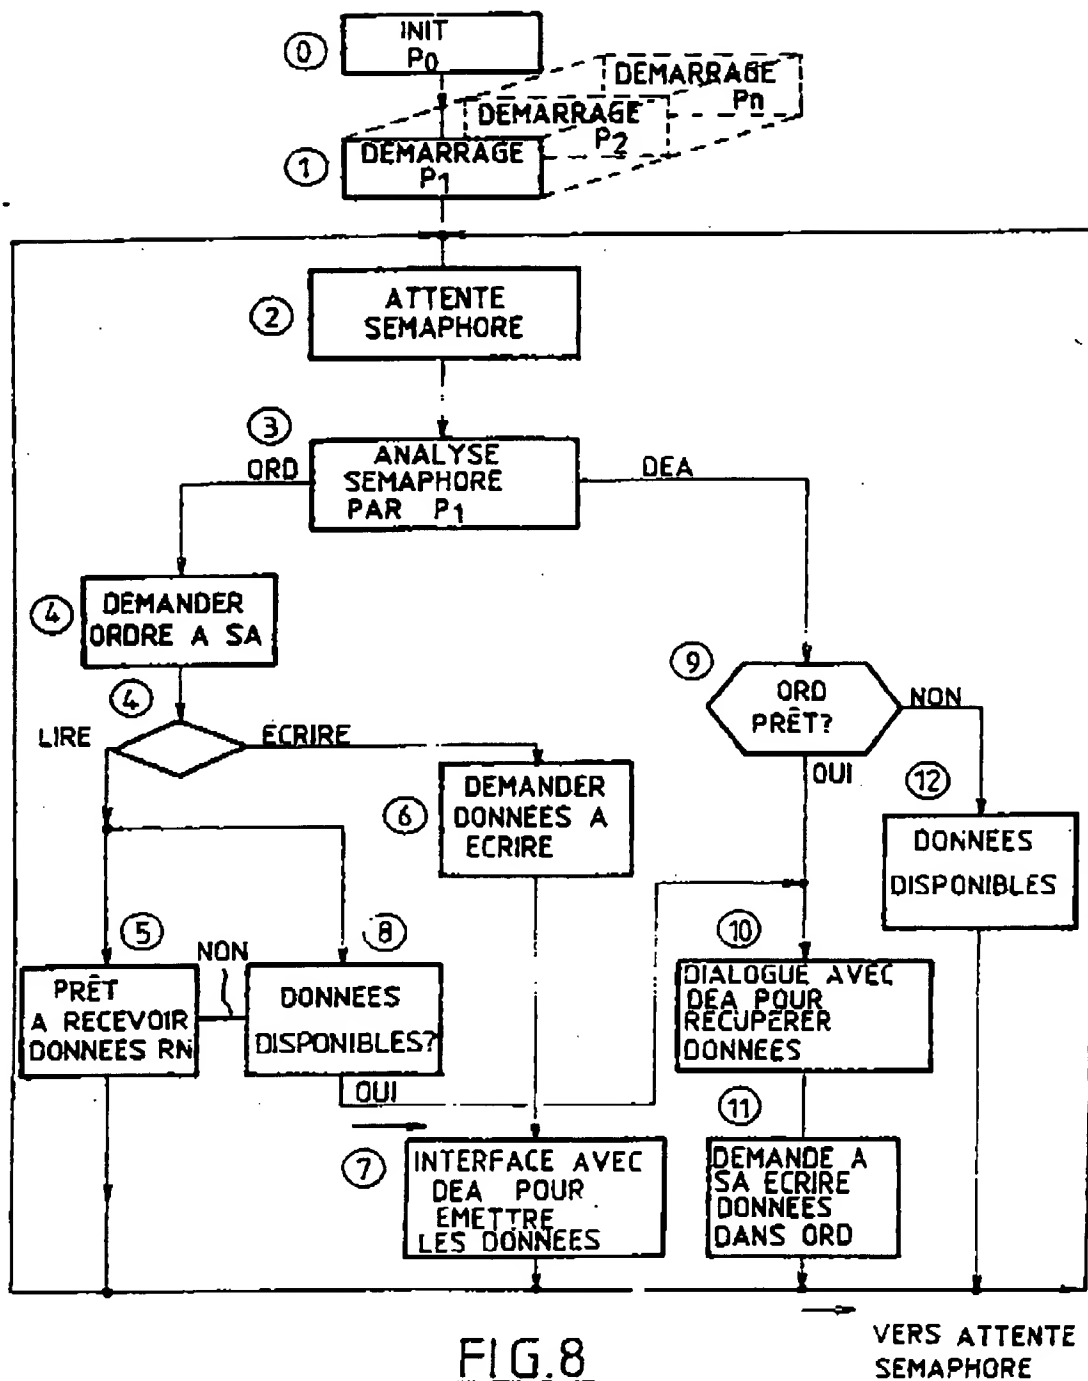 0
INIT
P0
DEMARRAGE
Pn
DEMARRAGE
P2
1
DEMARRAGE
P1
2
ATTENTE
SEMAPHORE
3
ANALYSE
SEMAPHORE
PAR P1
ORD
DEA
4
DEMANDER
ORDRE A SA
4
LIRE
ECRIRE
9
ORD
PRÊT?
NON
OUI
6
DEMANDER
DONNEES A
ECRIRE
12
DONNEES
DISPONIBLES
5
PRÊT
A RECEVOIR
DONNEES RN
NON
8
DONNEES
DISPONIBLES?
OUI
10
DIALOGUE AVEC
DEA POUR
RECUPERER
DONNEES
7
INTERFACE AVEC
DEA POUR
EMETTRE
LES DONNEES
11
DEMANDE A
SA ECRIRE
DONNEES
DANS ORD
VERS ATTENTE
SEMAPHORE
FIG.8